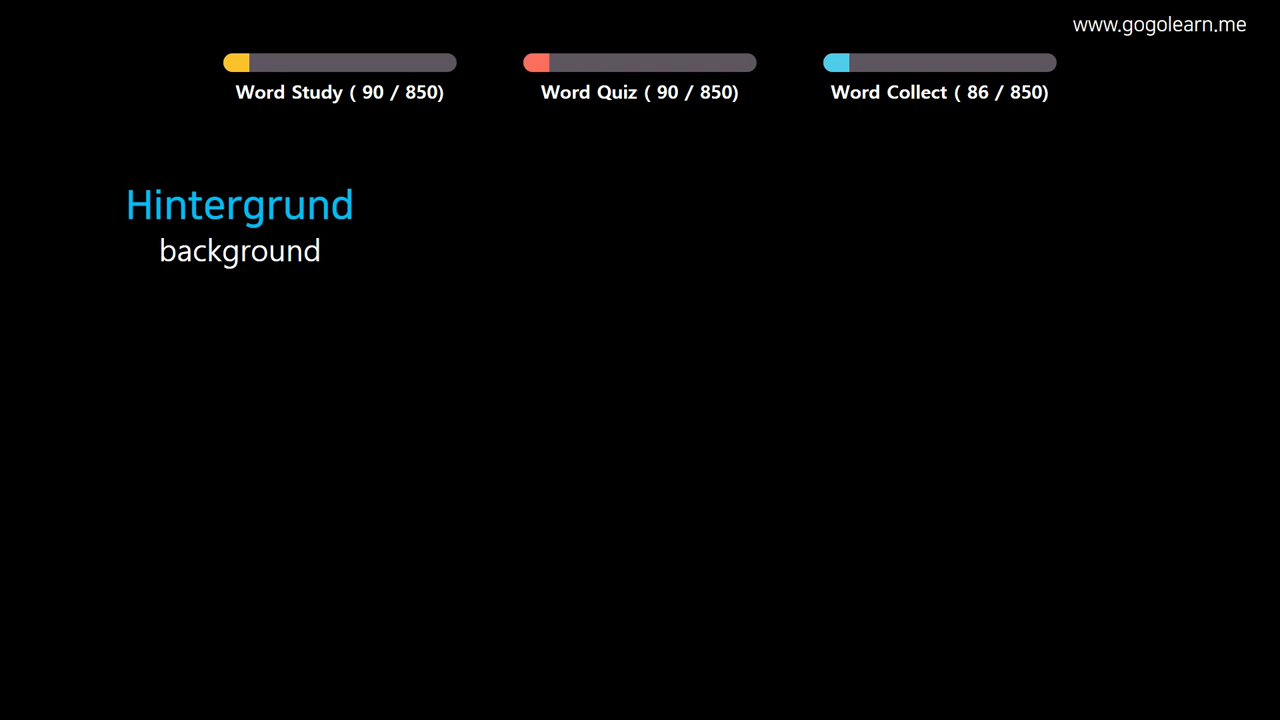 www.gogolearn.me
Word Study ( 90 / 850)
Word Quiz ( 90 / 850)
Word Collect ( 86 / 850)
Hintergrund
background